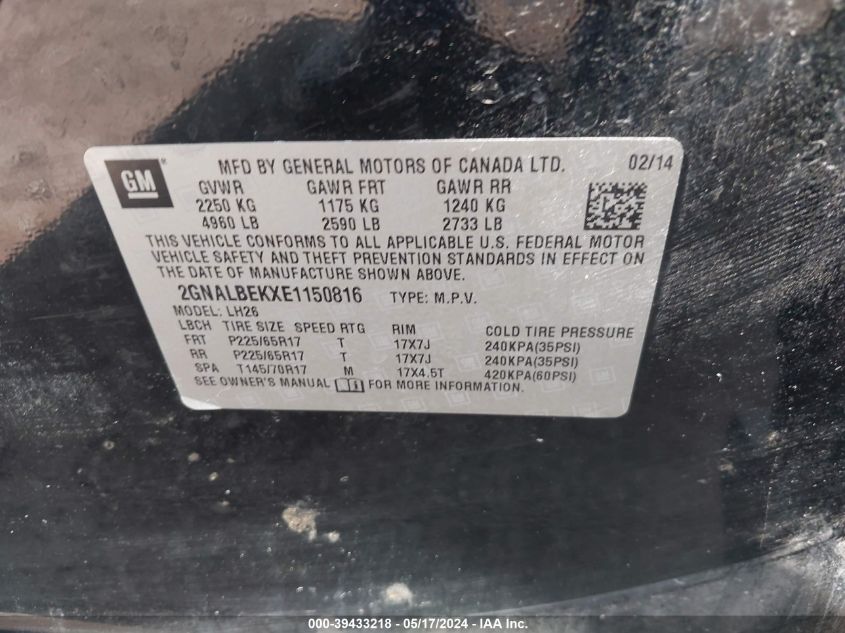 GM
MFD BY GENERAL MOTORS OF CANADA LTD. 02/14
GVWR GAWR FRT GAWR RR
2250 KG 1175 KG 1240 KG
4960 LB 2590 LB 2733 LB
THIS VEHICLE CONFORMS TO ALL APPLICABLE U.S. FEDERAL MOTOR
VEHICLE SAFETY AND THEFT PREVENTION STANDARDS IN EFFECT ON
THE DATE OF MANUFACTURE SHOWN ABOVE.
2GNALBEKXE1150816 TYPE: M.P.V.
MODEL: LH26
LBCH TIRE SIZE SPEED RTG RIM COLD TIRE PRESSURE
FRT P225/65R17 T 17X7J 240KPA(35PSI)
RR P225/65R17 T 17X7J 240KPA(35PSI)
SPA T145/70R17 M 17X4.5T 420KPA(60PSI)
SEE OWNER'S MANUAL FOR MORE INFORMATION.
000-39433218 - 05/17/2024 - IAA Inc.